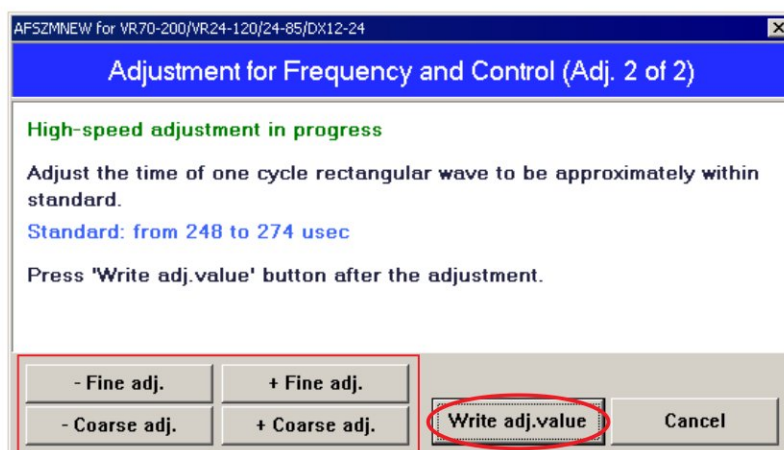 AFSZMNEW for VR70-200/VR24-120/24-85/DX12-24
Adjustment for Frequency and Control (Adj. 2 of 2)
High-speed adjustment in progress
Adjust the time of one cycle rectangular wave to be approximately within
standard.
Standard: from 248 to 274 usec
Press 'Write adj.value' button after the adjustment.
- Fine adj.
+ Fine adj.
- Coarse adj.
+ Coarse adj.
Write adj.value
Cancel